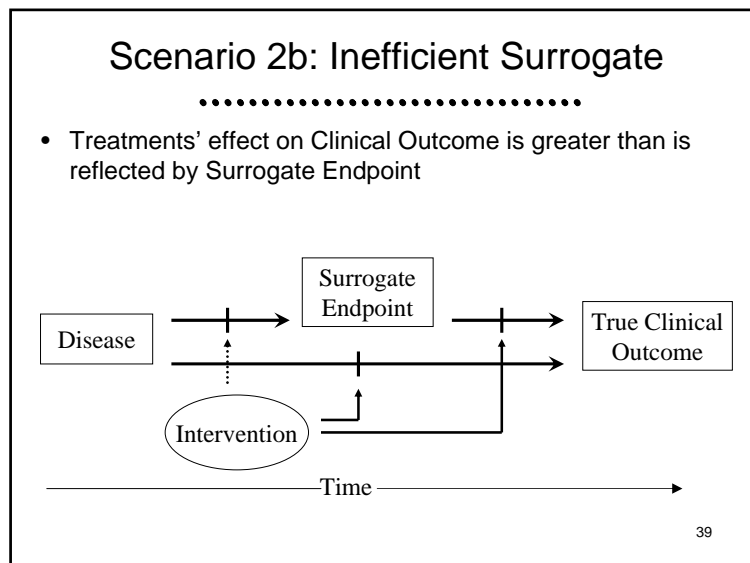 Scenario 2b: Inefficient Surrogate
• Treatments’ effect on Clinical Outcome is greater than is
reflected by Surrogate Endpoint
Surrogate
Endpoint
Disease
True Clinical
Outcome
Intervention
Time
39